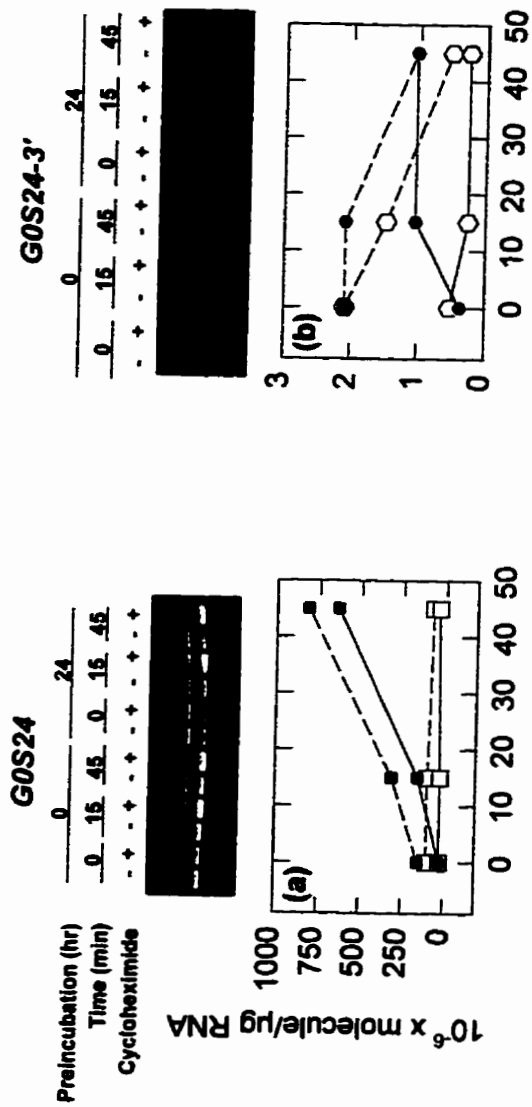 G0S24
Preincubation (hr) 0 24
Time (min) 0 15 45 0 15 45
Cycloheximide - + - + - + - + - + - +
(a)
10⁻⁶ x molecule/µg RNA
1000
750
500
250
0
0 10 20 30 40 50
G0S24-3'
0 24
0 15 45 0 15 45
- + - + - + - + - + - +
(b)
3
2
1
0
0 10 20 30 40 50